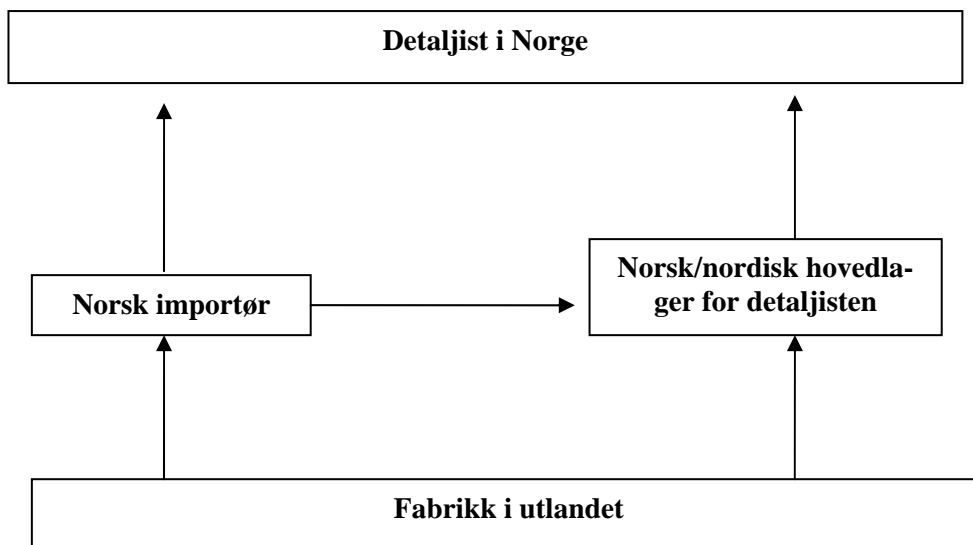 Detaljist i Norge
Norsk importør
Norsk/nordisk hovedla-
ger for detaljisten
Fabrikk i utlandet